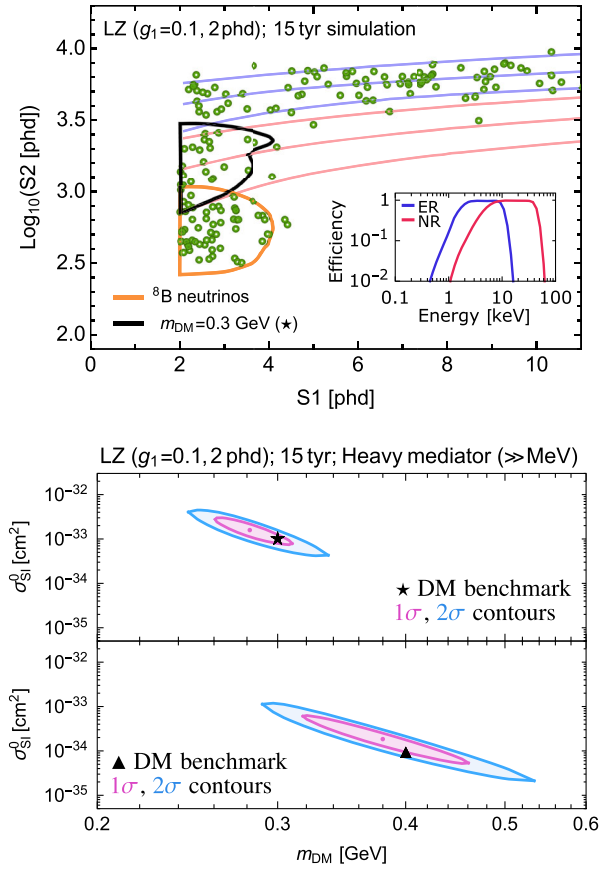 LZ (g₁=0.1, 2 phd); 15 tyr simulation
4.0
3.5
3.0
2.5
2.0
Log₁₀(S2 [phd])
⁸B neutrinos
m_DM=0.3 GeV (★)
ER
NR
Efficiency
1
10⁻¹
10⁻²
0.1 1 10 100
Energy [keV]
0 2 4 6 8 10
S1 [phd]
LZ (g₁=0.1, 2 phd); 15 tyr; Heavy mediator (≫MeV)
10⁻³²
10⁻³³
10⁻³⁴
σ⁰_SI [cm²]
★ DM benchmark
1σ, 2σ contours
10⁻³²
10⁻³³
10⁻³⁴
10⁻³⁵
σ⁰_SI [cm²]
▲ DM benchmark
1σ, 2σ contours
0.2 0.3 0.4 0.5 0.6
m_DM [GeV]